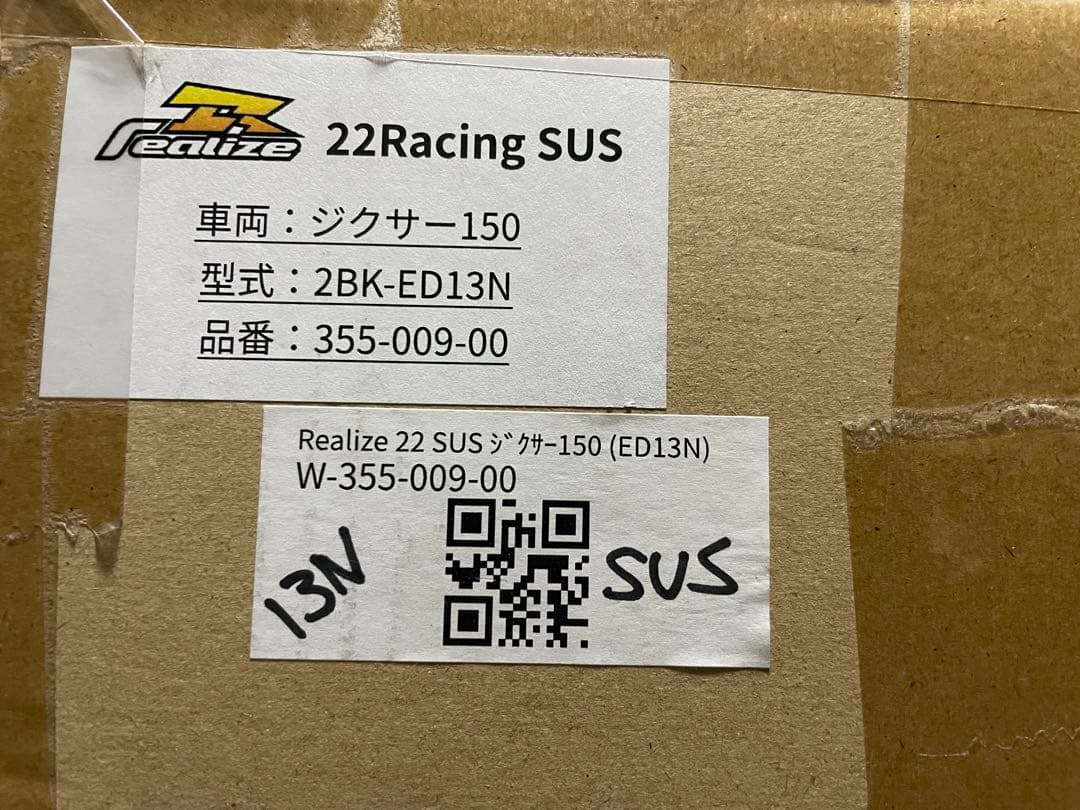 Realize
22Racing SUS
車両：ジクサー150
型式：2BK-ED13N
品番：355-009-00
Realize 22 SUS ｼﾞｸｻｰ150 (ED13N)
W-355-009-00
13N
SUS